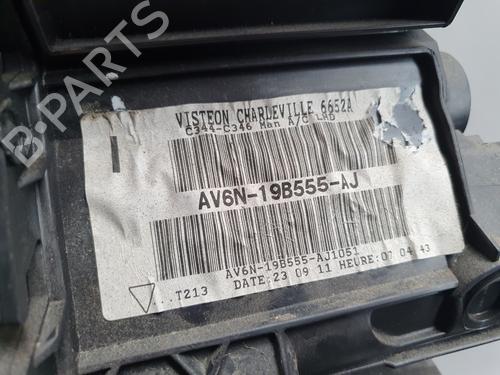 VISTEON CHARLEVILLE 6652A
C344-C346 Man A/C LHD
I
AV6N-19B555-AJ
AV6N-19B555-AJ1051
..T213
DATE:23 09 11 HEURE:07 04 43
B-PARTS